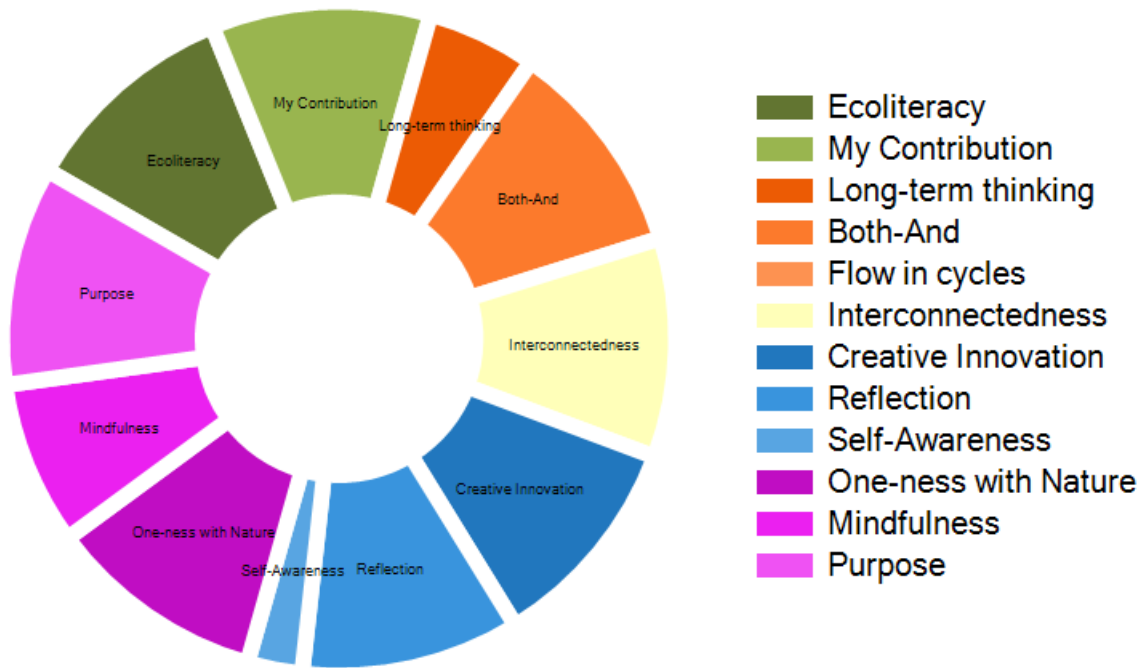 My Contribution
Long-term thinking
Ecoliteracy
Both-And
Purpose
Interconnectedness
Mindfulness
Creative Innovation
One-ness with Nature
Self-Awareness
Reflection
Ecoliteracy
My Contribution
Long-term thinking
Both-And
Flow in cycles
Interconnectedness
Creative Innovation
Reflection
Self-Awareness
One-ness with Nature
Mindfulness
Purpose